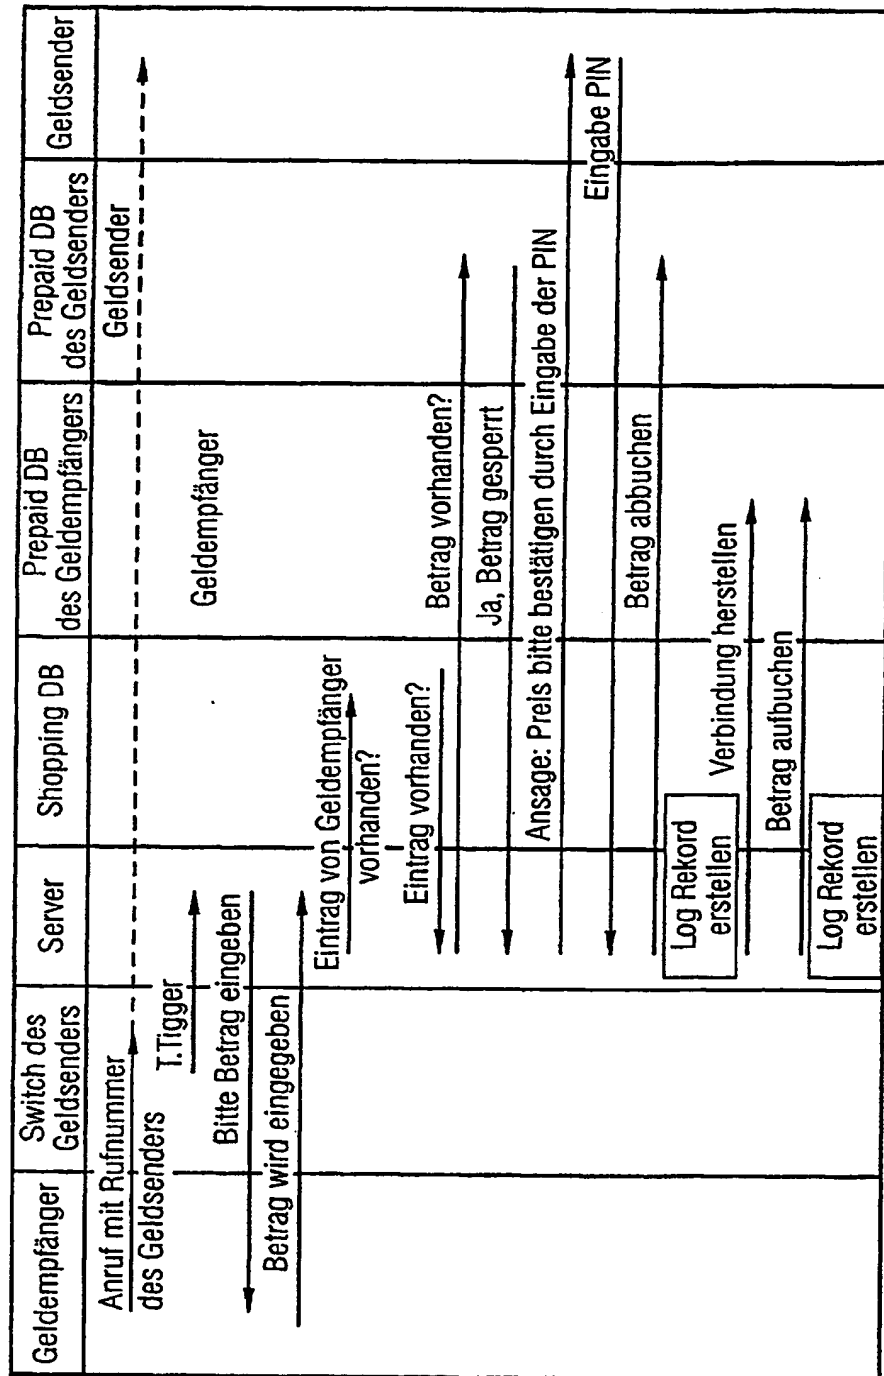 Geldempfänger
Switch des
Geldsenders
Server
Shopping DB
Prepaid DB
des Geldempfängers
Prepaid DB
des Geldsenders
Geldsender
Anruf mit Rufnummer
des Geldsenders
Geldsender
T.Tigger
Geldempfänger
Bitte Betrag eingeben
Betrag wird eingegeben
Eintrag von Geldempfänger
vorhanden?
Eintrag vorhanden?
Betrag vorhanden?
Ja, Betrag gesperrt
Ansage: Preis bitte bestätigen durch Eingabe der PIN
Eingabe PIN
Betrag abbuchen
Log Rekord
erstellen
Verbindung herstellen
Betrag aufbuchen
Log Rekord
erstellen